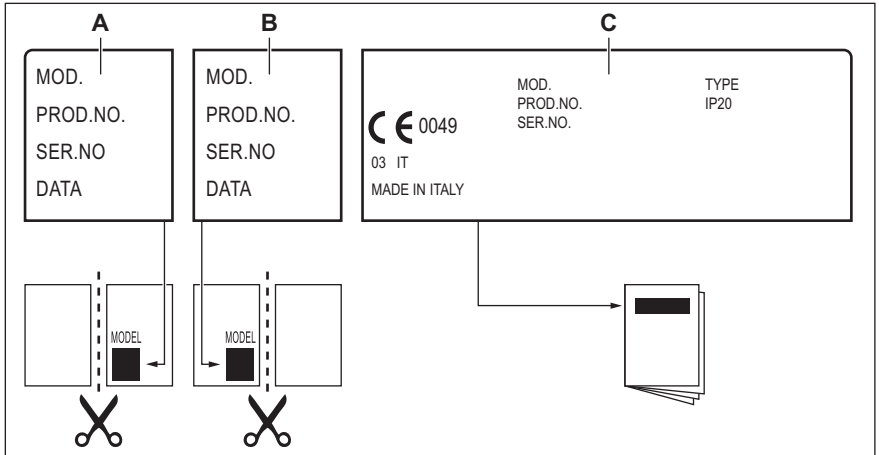 A
B
C
MOD.
PROD.NO.
SER.NO
DATA
MOD.
PROD.NO.
SER.NO
DATA
MOD.
PROD.NO.
SER.NO.
TYPE
IP20
CE 0049
03 IT
MADE IN ITALY
MODEL
MODEL